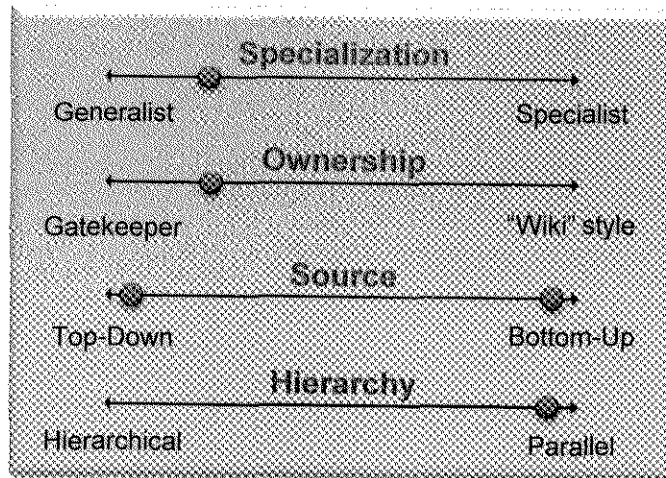 Specialization
Generalist Specialist
Ownership
Gatekeeper "Wiki" style
Source
Top-Down Bottom-Up
Hierarchy
Hierarchical Parallel